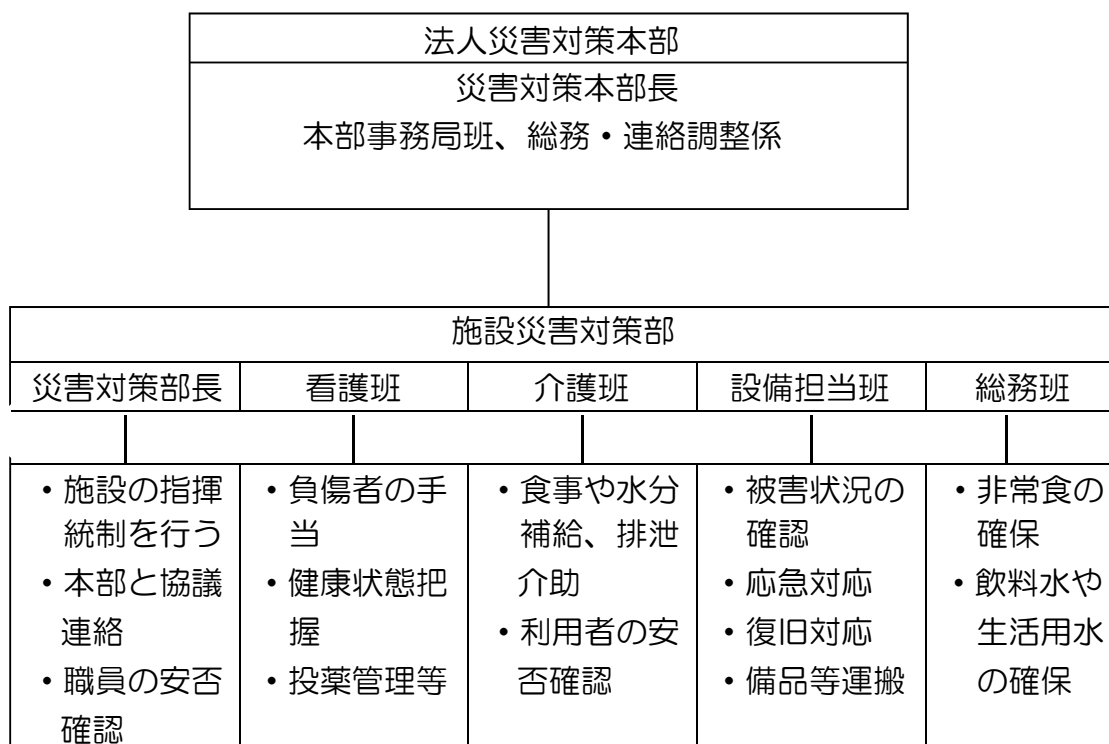 法人災害対策本部
災害対策本部長
本部事務局班、総務・連絡調整係
施設災害対策部
災害対策部長
看護班
介護班
設備担当班
総務班
・施設の指揮
統制を行う
・本部と協議
連絡
・職員の安否
確認
・負傷者の手
当
・健康状態把
握
・投薬管理等
・食事や水分
補給、排泄
介助
・利用者の安
否確認
・被害状況の
確認
・応急対応
・復旧対応
・備品等運搬
・非常食の
確保
・飲料水や
生活用水
の確保